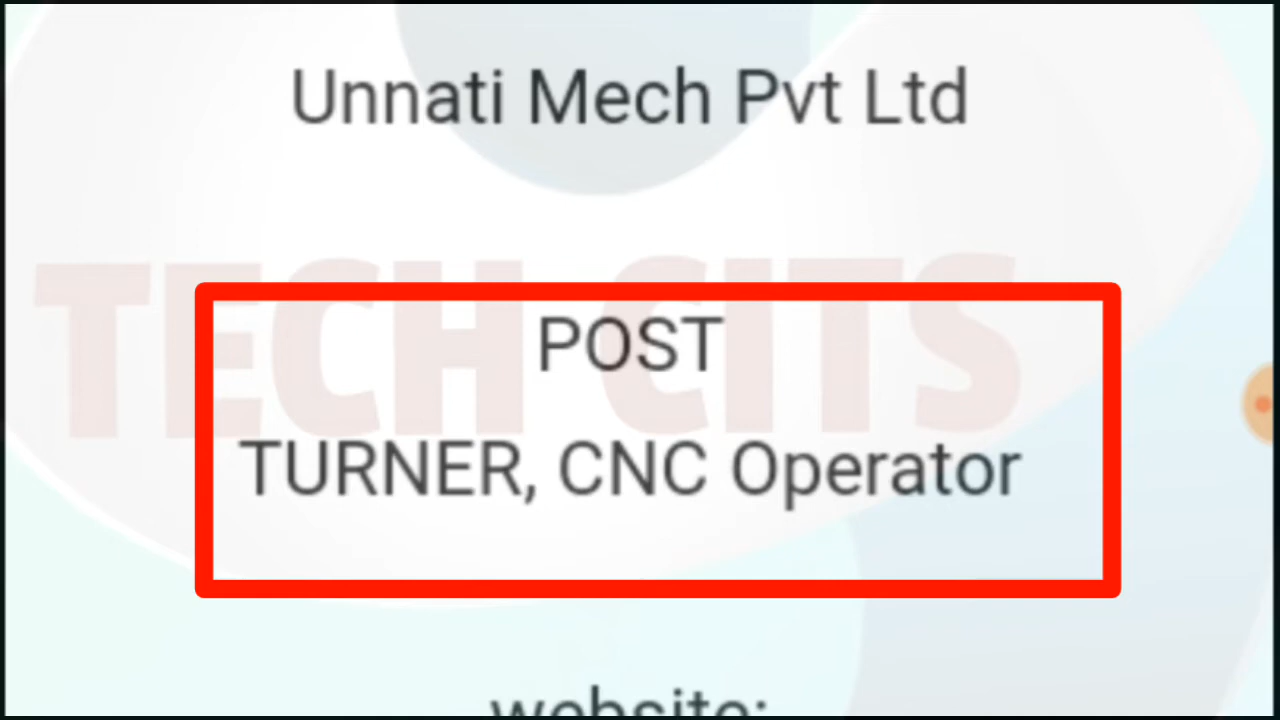 Unnati Mech Pvt Ltd
TECH CITS
POST
TURNER, CNC Operator
website: